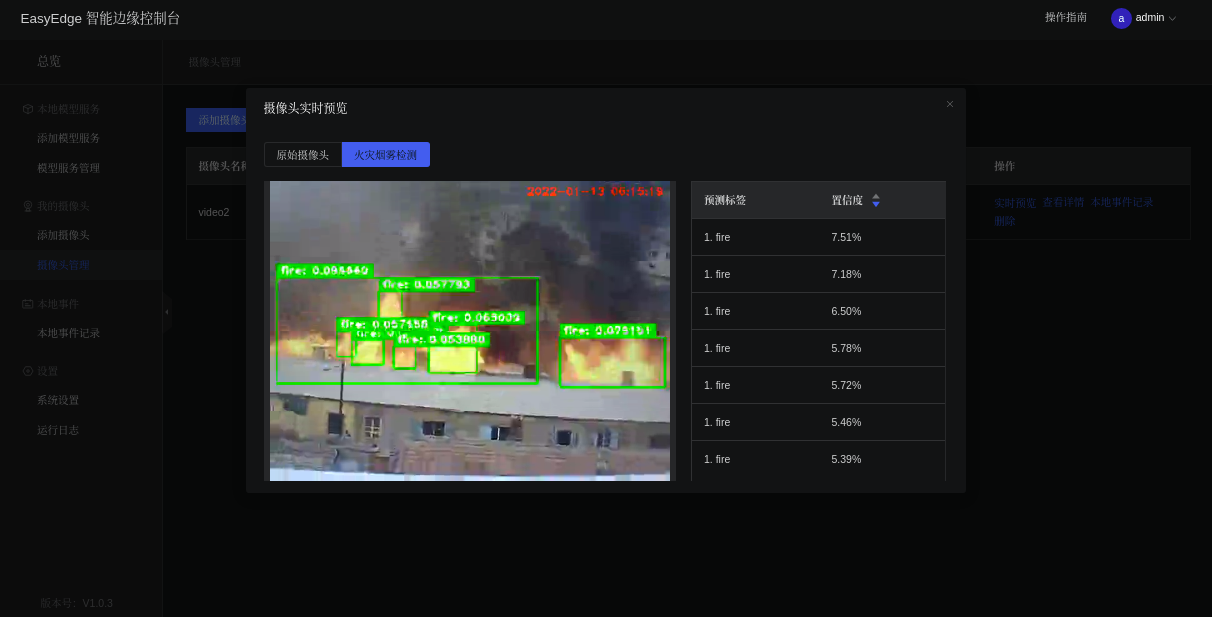 EasyEdge 智能边缘控制台
操作指南
a admin
总览
摄像头管理
本地模型服务
添加模型服务
模型服务管理
我的摄像头
添加摄像头
摄像头管理
本地事件
本地事件记录
设置
系统设置
运行日志
版本号: V1.0.3
添加摄像头
摄像头名称
操作
video2
实时预览 查看详情 本地事件记录
删除
摄像头实时预览
原始摄像头 火灾烟雾检测
2022-01-13 06:15:19
fire:
fire: 0.057793
fire: 0.057158
fire:
fire: 0.053880
预测标签 置信度
1. fire 7.51%
1. fire 7.18%
1. fire 6.50%
1. fire 5.78%
1. fire 5.72%
1. fire 5.46%
1. fire 5.39%